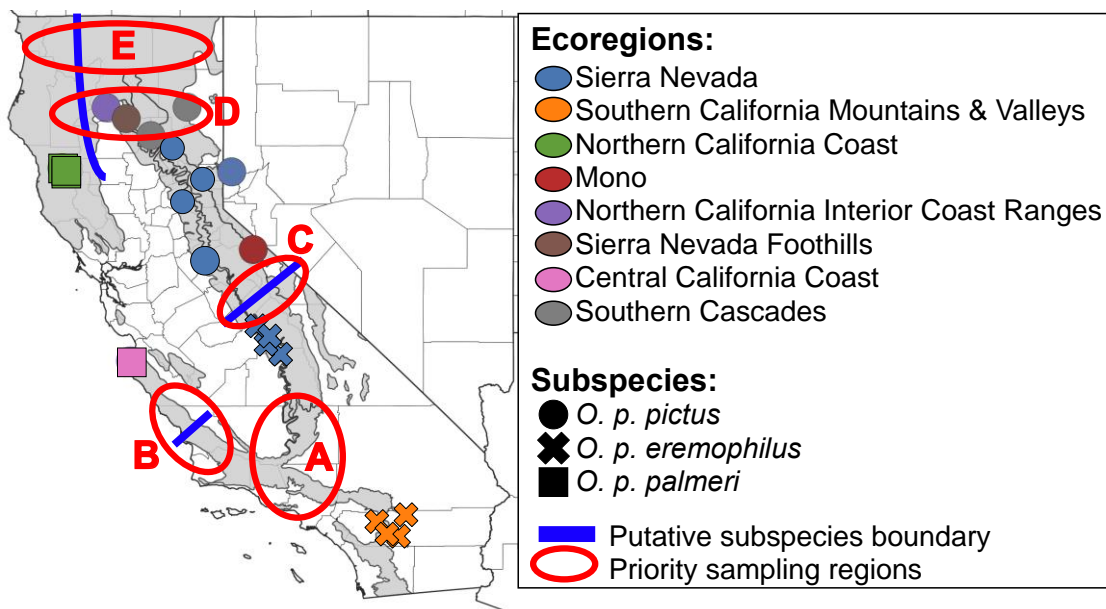 E
D
C
B
A
Ecoregions:
Sierra Nevada
Southern California Mountains & Valleys
Northern California Coast
Mono
Northern California Interior Coast Ranges
Sierra Nevada Foothills
Central California Coast
Southern Cascades
Subspecies:
O. p. pictus
O. p. eremophilus
O. p. palmeri
Putative subspecies boundary
Priority sampling regions